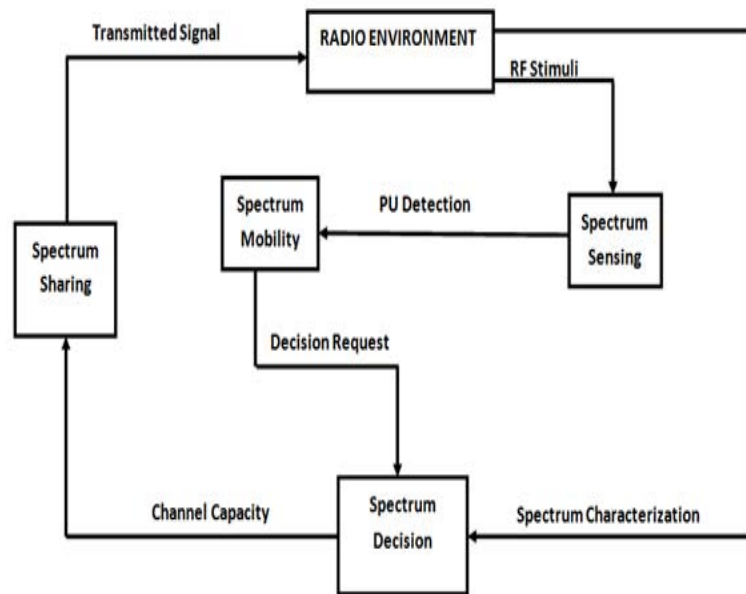 Transmitted Signal
RADIO ENVIRONMENT
RF Stimuli
Spectrum
Mobility
PU Detection
Spectrum
Sensing
Spectrum
Sharing
Decision Request
Channel Capacity
Spectrum
Decision
Spectrum Characterization